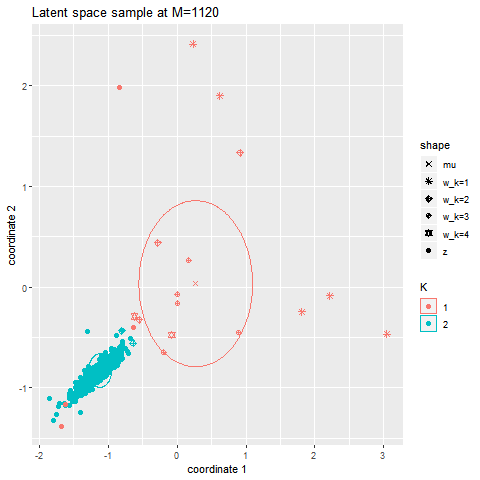 Latent space sample at M=1120
coordinate 2
2
1
0
-1
-2
-1
0
1
2
3
coordinate 1
shape
mu
w_k=1
w_k=2
w_k=3
w_k=4
z
K
1
2